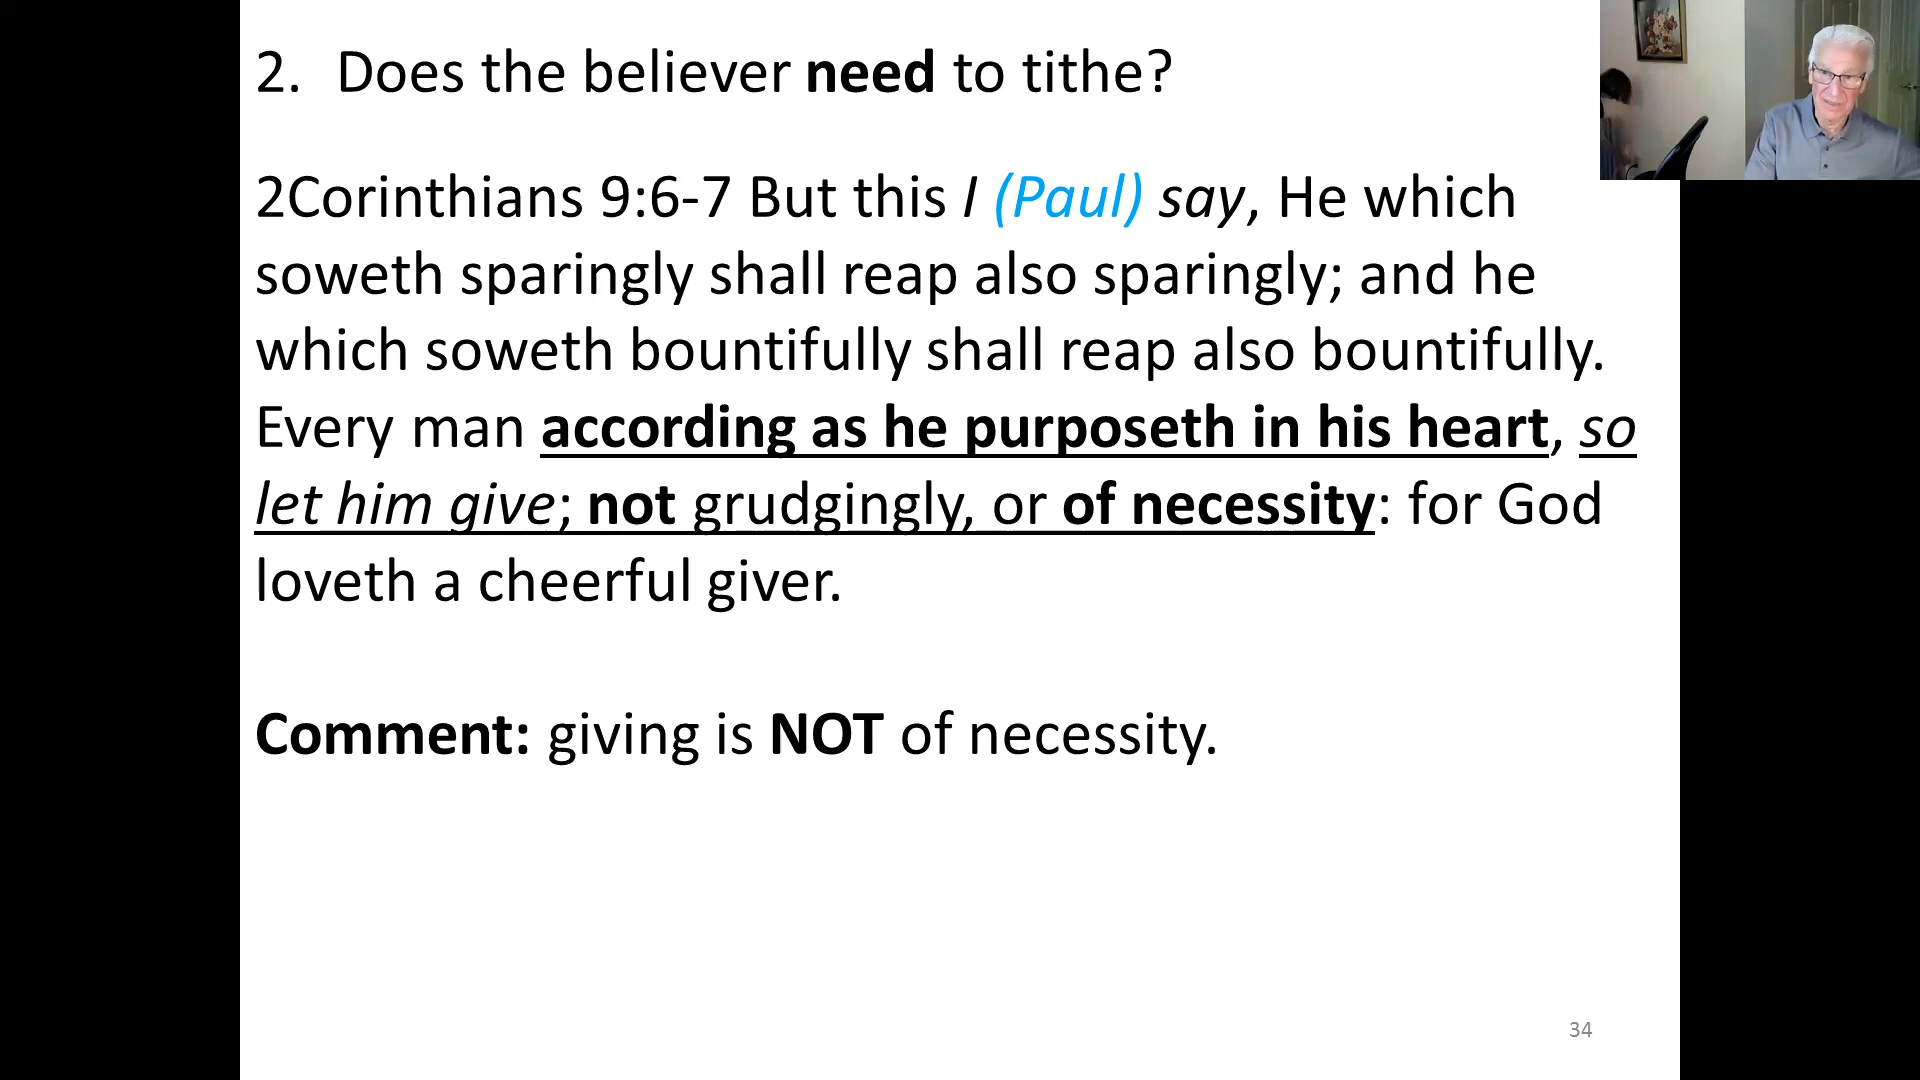 2. Does the believer need to tithe?
2Corinthians 9:6-7 But this I (Paul) say, He which
soweth sparingly shall reap also sparingly; and he
which soweth bountifully shall reap also bountifully.
Every man according as he purposeth in his heart, so
let him give; not grudgingly, or of necessity: for God
loveth a cheerful giver.
Comment: giving is NOT of necessity.
34